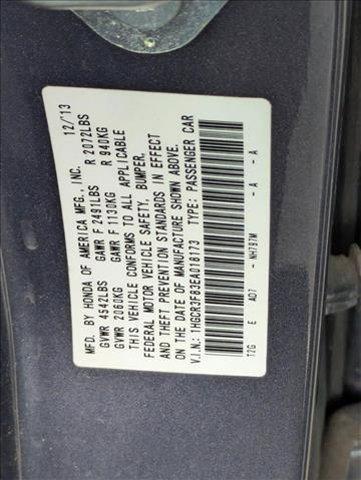 MFD. BY HONDA OF AMERICA MFG., INC. 12/13
GVWR 4542LBS GAWR F 2491LBS R 2072LBS
GVWR 2060KG GAWR F 1130KG R 940KG
THIS VEHICLE CONFORMS TO ALL APPLICABLE
FEDERAL MOTOR VEHICLE SAFETY, BUMPER,
AND THEFT PREVENTION STANDARDS IN EFFECT
ON THE DATE OF MANUFACTURE SHOWN ABOVE.
V.I.N.: 1HGCR3F83EA018173 TYPE: PASSENGER CAR
T2G E AD7 - NH787M - A - A